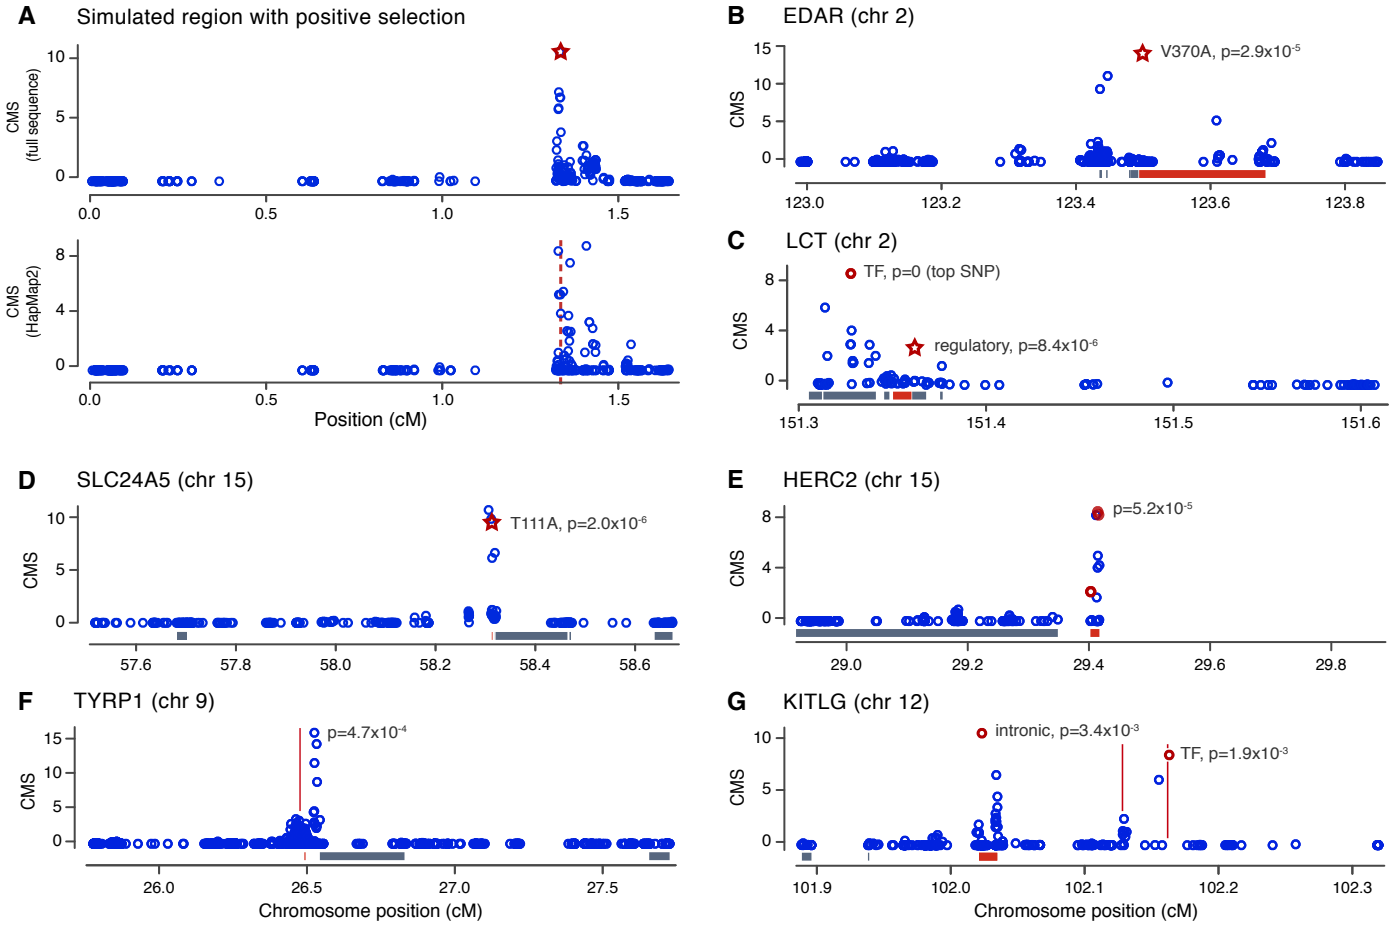 A Simulated region with positive selection
CMS
(full sequence)
10
5
0
0.0 0.5 1.0 1.5
CMS
(HapMap2)
8
4
0
0.0 0.5 1.0 1.5
Position (cM)
B EDAR (chr 2)
CMS
15
10
5
0
V370A, p=2.9x10-5
123.0 123.2 123.4 123.6 123.8
C LCT (chr 2)
CMS
8
4
0
TF, p=0 (top SNP)
regulatory, p=8.4x10-6
151.3 151.4 151.5 151.6
D SLC24A5 (chr 15)
CMS
10
5
0
T111A, p=2.0x10-6
57.6 57.8 58.0 58.2 58.4 58.6
E HERC2 (chr 15)
CMS
8
4
0
p=5.2x10-5
29.0 29.2 29.4 29.6 29.8
F TYRP1 (chr 9)
CMS
15
10
5
0
p=4.7x10-4
26.0 26.5 27.0 27.5
Chromosome position (cM)
G KITLG (chr 12)
CMS
10
5
0
intronic, p=3.4x10-3
TF, p=1.9x10-3
101.9 102.0 102.1 102.2 102.3
Chromosome position (cM)